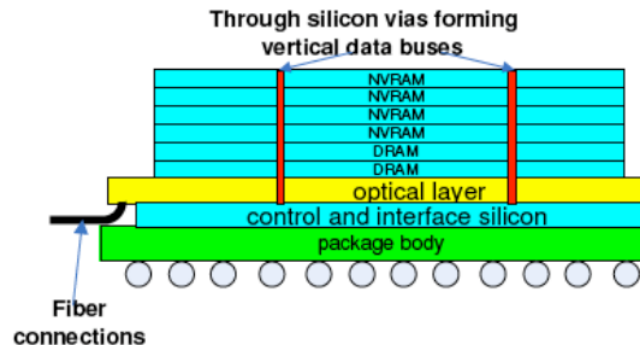 Through silicon vias forming
vertical data buses
NVRAM
NVRAM
NVRAM
NVRAM
DRAM
DRAM
optical layer
control and interface silicon
package body
Fiber
connections